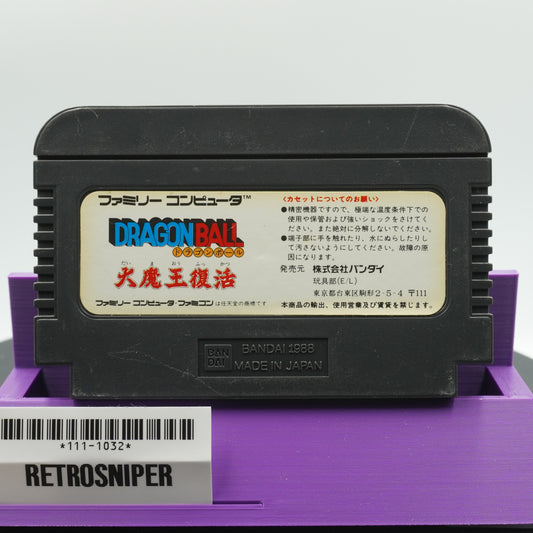 ファミリー コンピュータ™
DRAGON BALL
ドラゴンボール
だい ま おう ふっ かつ
大魔王復活
ファミリー コンピュータ・ファミコンは任天堂の商標です
〈カセットについてのお願い〉
●精密機器ですので、極端な温度条件下での
使用や保管および強いショックをさけてく
ださい。また絶対に分解しないでください。
●端子部に手を触れたり、水にぬらしたりし
て汚さないようにしてください。故障の原
因になります。
発売元 株式会社バンダイ
玩具部(E/L)
東京都台東区駒形2-5-4 〒111
本商品の輸出、使用営業及び賃貸を禁じます。
BAN
DAI
BANDAI 1988
MADE IN JAPAN
*111-1032*
RETROSNIPER